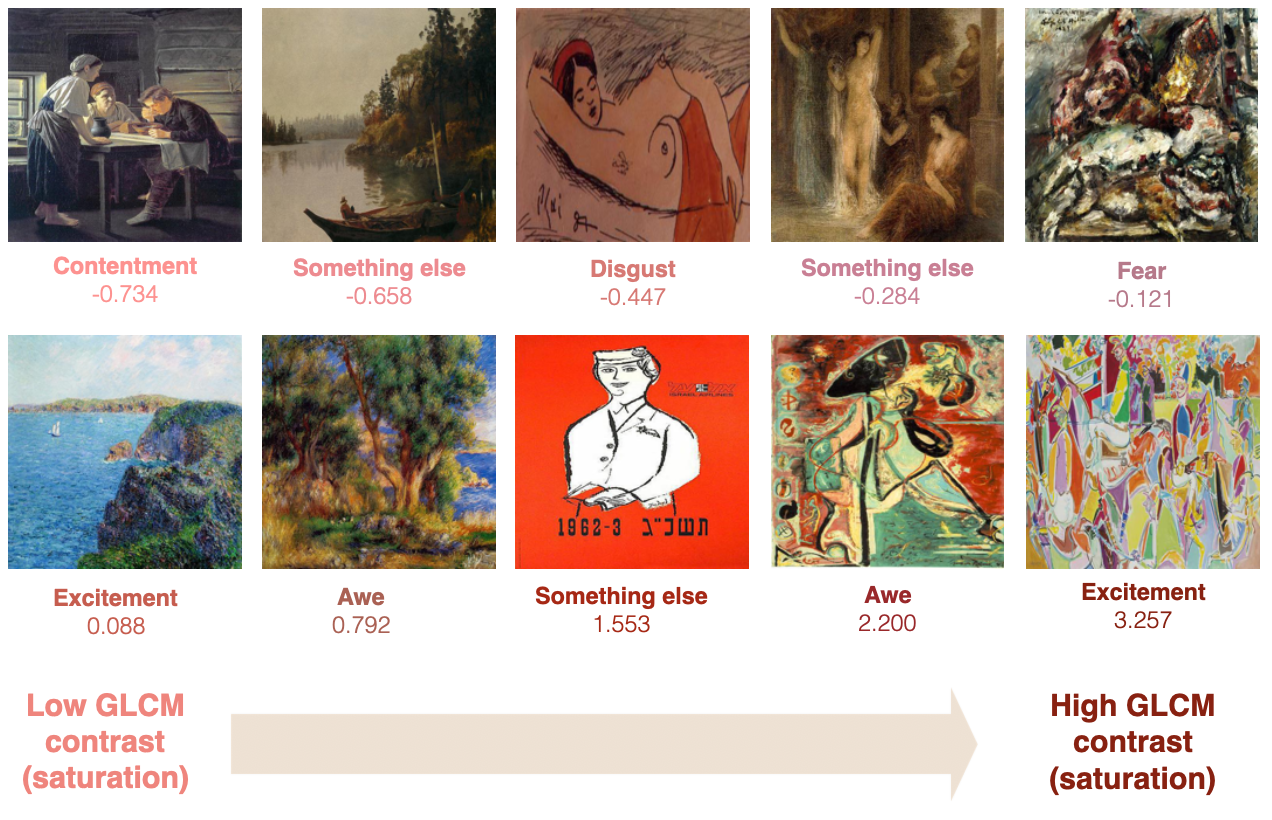 Contentment
-0.734
Something else
-0.658
Disgust
-0.447
Something else
-0.284
Fear
-0.121
1962-3 תשכ"ג
Excitement
0.088
Awe
0.792
Something else
1.553
Awe
2.200
Excitement
3.257
Low GLCM
contrast
(saturation)
High GLCM
contrast
(saturation)